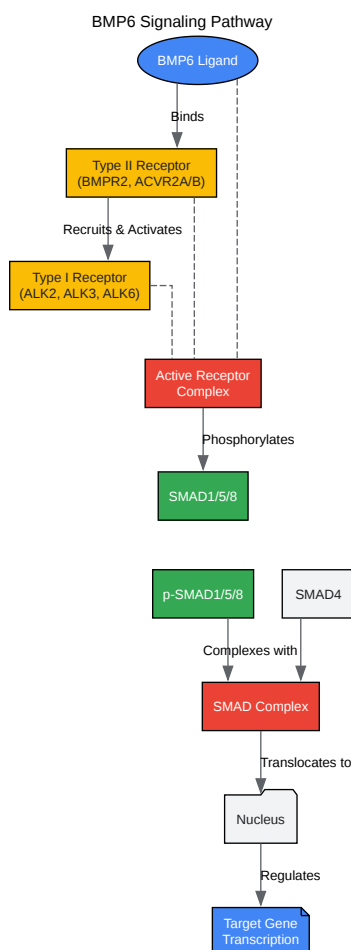 BMP6 Signaling Pathway
BMP6 Ligand
Binds
Type II Receptor
(BMPR2, ACVR2A/B)
Recruits & Activates
Type I Receptor
(ALK2, ALK3, ALK6)
Active Receptor
Complex
Phosphorylates
SMAD1/5/8
p-SMAD1/5/8
SMAD4
Complexes with
SMAD Complex
Translocates to
Nucleus
Regulates
Target Gene
Transcription